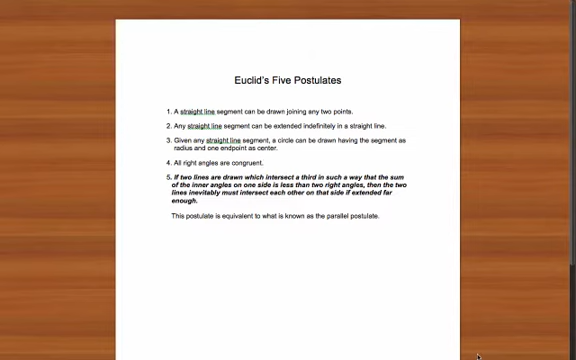 Euclid's Five Postulates
1. A straight line segment can be drawn joining any two points.
2. Any straight line segment can be extended indefinitely in a straight line.
3. Given any straight line segment, a circle can be drawn having the segment as
radius and one endpoint as center.
4. All right angles are congruent.
5. If two lines are drawn which intersect a third in such a way that the sum
of the inner angles on one side is less than two right angles, then the two
lines inevitably must intersect each other on that side if extended far
enough.
This postulate is equivalent to what is known as the parallel postulate.